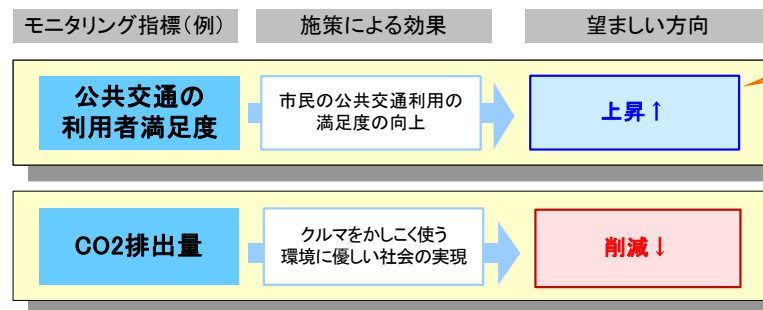 モニタリング指標（例）
施策による効果
望ましい方向
公共交通の
利用者満足度
市民の公共交通利用の
満足度の向上
上昇↑
CO2排出量
クルマをかしこく使う
環境に優しい社会の実現
削減↓